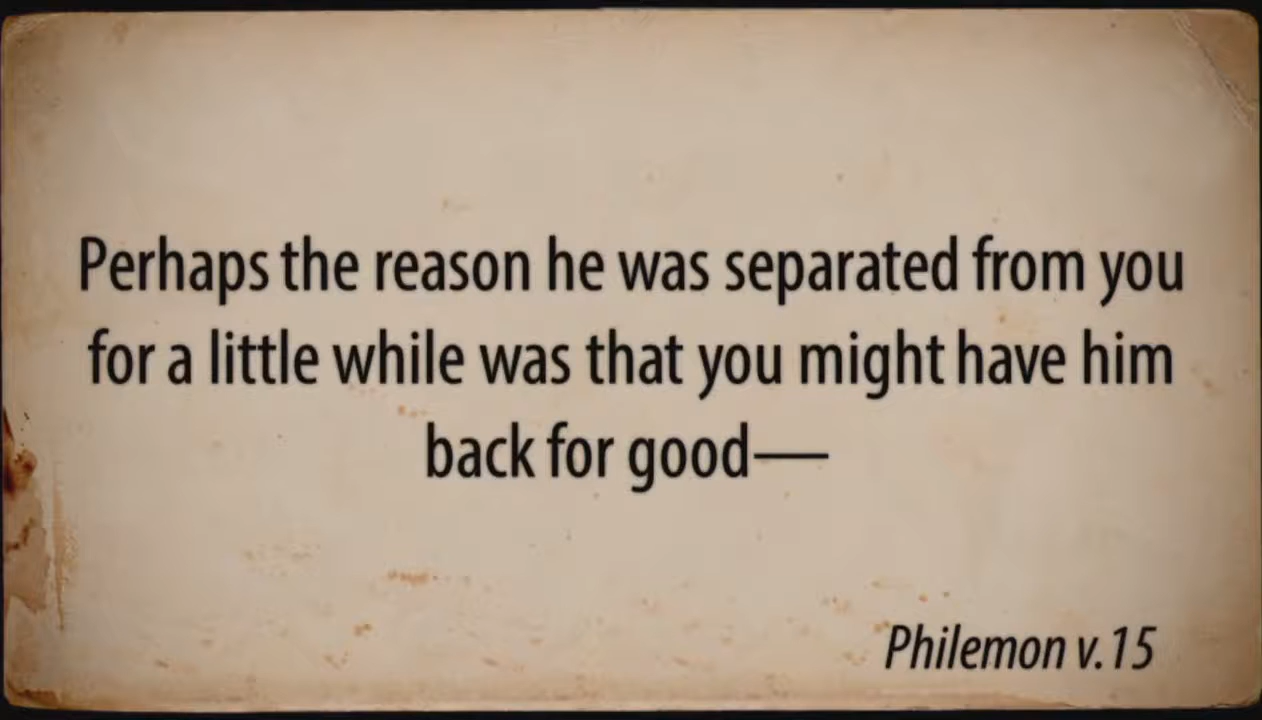 Perhaps the reason he was separated from you
for a little while was that you might have him
back for good—
Philemon v.15